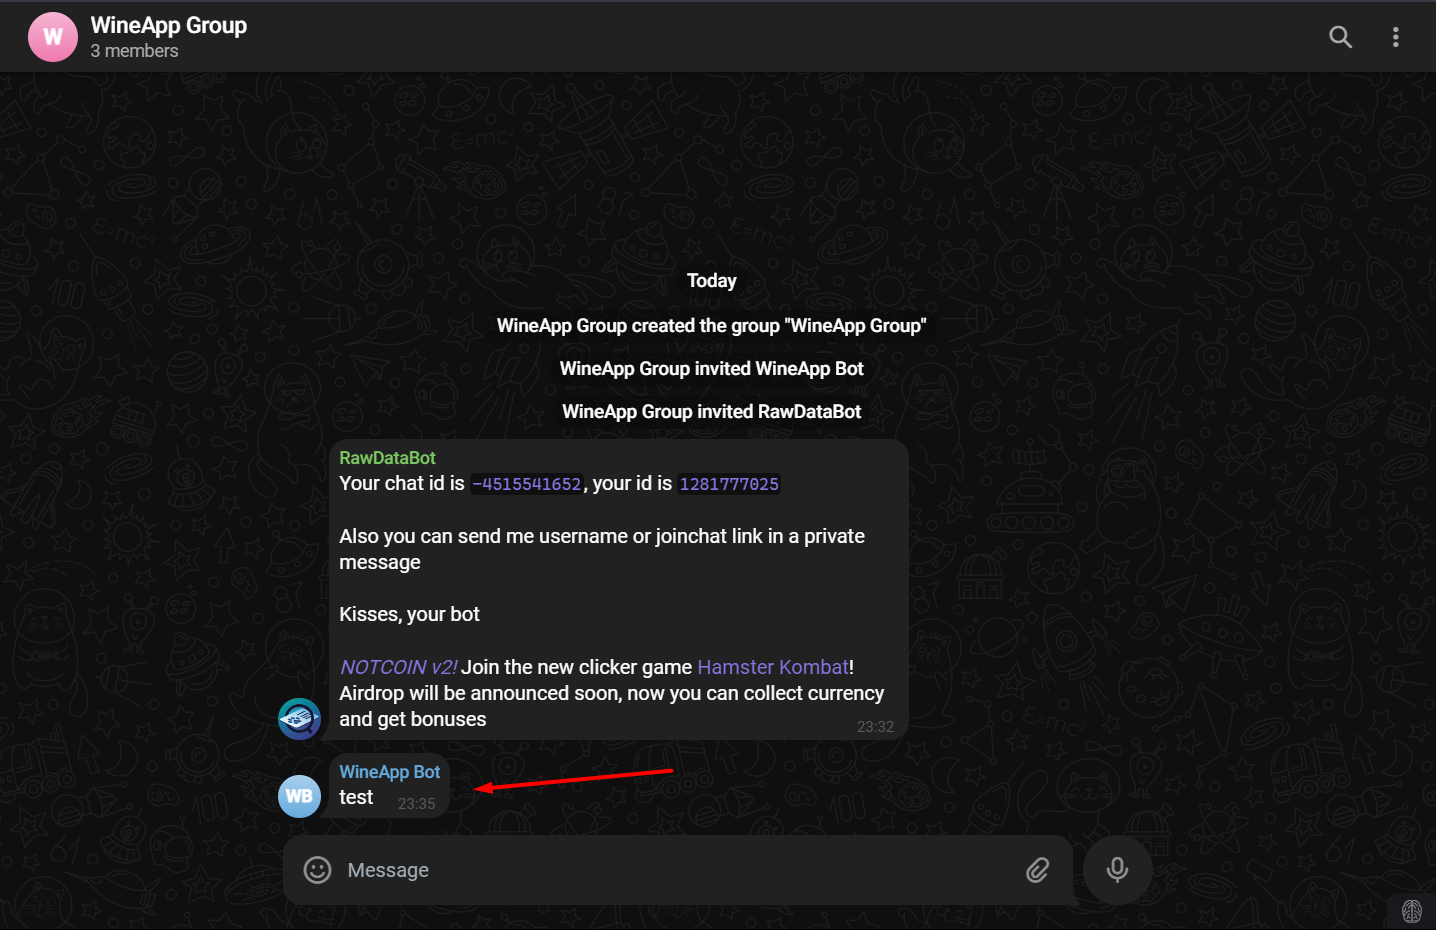 W
WineApp Group
3 members
Today
WineApp Group created the group "WineApp Group"
WineApp Group invited WineApp Bot
WineApp Group invited RawDataBot
RawDataBot
Your chat id is -4515541652, your id is 1281777025
Also you can send me username or joinchat link in a private
message
Kisses, your bot
NOTCOIN v2! Join the new clicker game Hamster Kombat!
Airdrop will be announced soon, now you can collect currency
and get bonuses
23:32
WineApp Bot
WB
test 23:35
Message